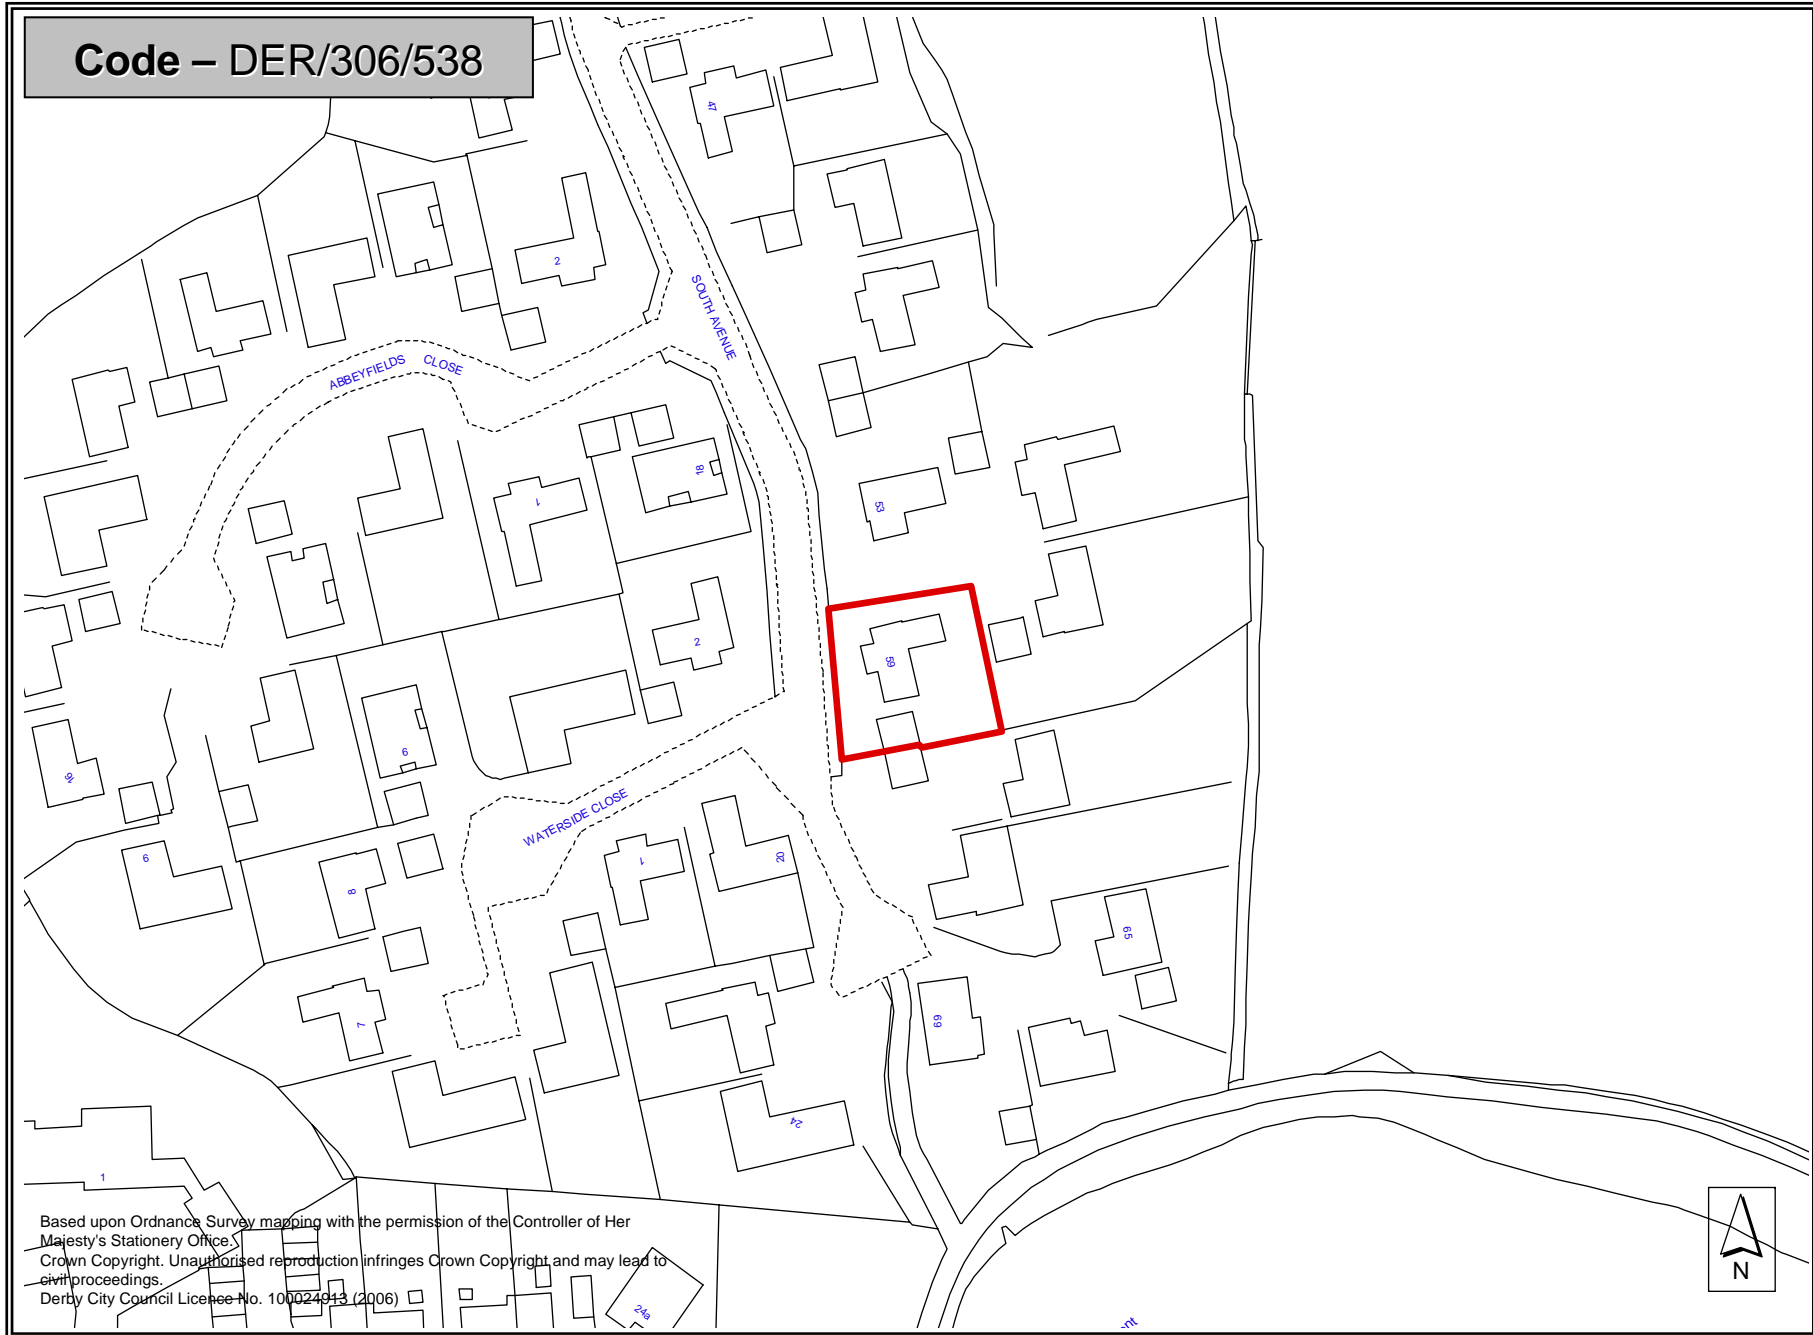 Code – DER/306/538
47
2
SOUTH AVENUE
ABBEYFIELDS CLOSE
18
1
53
2
59
6
16
WATERSIDE CLOSE
1
20
9
8
65
7
69
24
1
Based upon Ordnance Survey mapping with the permission of the Controller of Her
Majesty's Stationery Office.
Crown Copyright. Unauthorised reproduction infringes Crown Copyright and may lead to
civil proceedings.
Derby City Council Licence No. 100024913 (2006)
24a
N